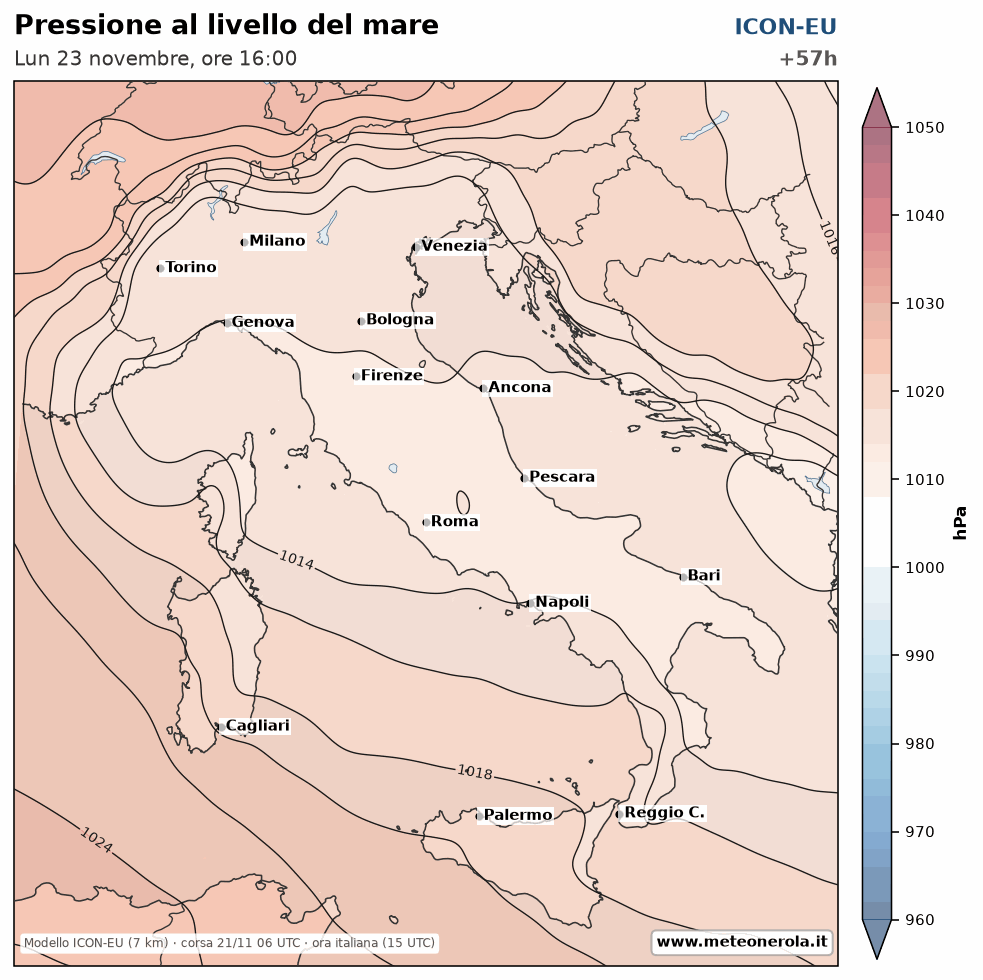 Pressione al livello del mare
ICON-EU
Lun 23 novembre, ore 16:00
+57h
1016
Milano
Venezia
Torino
Genova
Bologna
Firenze
Ancona
Pescara
Roma
1014
Bari
Napoli
Cagliari
1018
Palermo
Reggio C.
1024
Modello ICON-EU (7 km) · corsa 21/11 06 UTC · ora italiana (15 UTC)
www.meteonerola.it
1050
1040
1030
1020
1010
1000
990
980
970
960
hPa